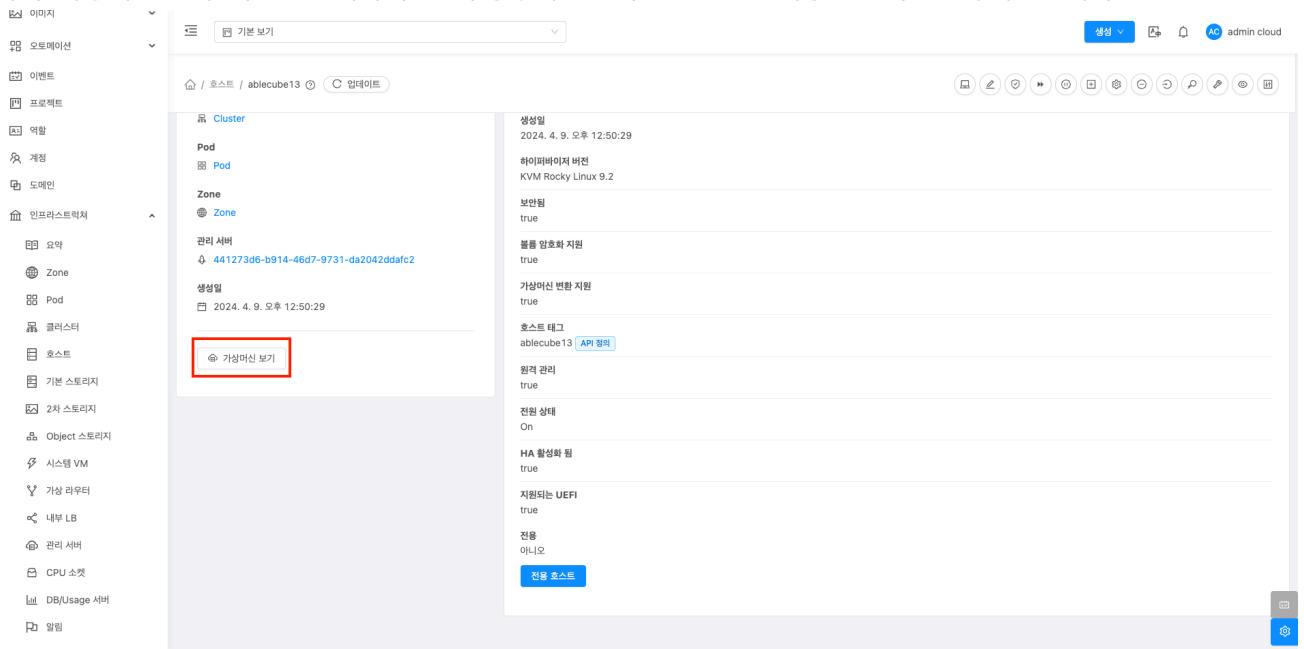 이미지
기본 보기
생성
AC admin cloud
오토메이션
이벤트
프로젝트
역할
계정
도메인
인프라스트럭쳐
요약
Zone
Pod
클러스터
호스트
기본 스토리지
2차 스토리지
Object 스토리지
시스템 VM
가상 라우터
내부 LB
관리 서버
CPU 소켓
DB/Usage 서버
알림
/ 호스트 / ablecube13 업데이트
Cluster
Pod
Pod
Zone
Zone
관리 서버
441273d6-b914-46d7-9731-da2042ddafc2
생성일
2024. 4. 9. 오후 12:50:29
가상머신 보기
생성일
2024. 4. 9. 오후 12:50:29
하이퍼바이저 버전
KVM Rocky Linux 9.2
보안됨
true
볼륨 암호화 지원
true
가상머신 변환 지원
true
호스트 태그
ablecube13 API 정의
원격 관리
true
전원 상태
On
HA 활성화 됨
true
지원되는 UEFI
true
전용
아니오
전용 호스트